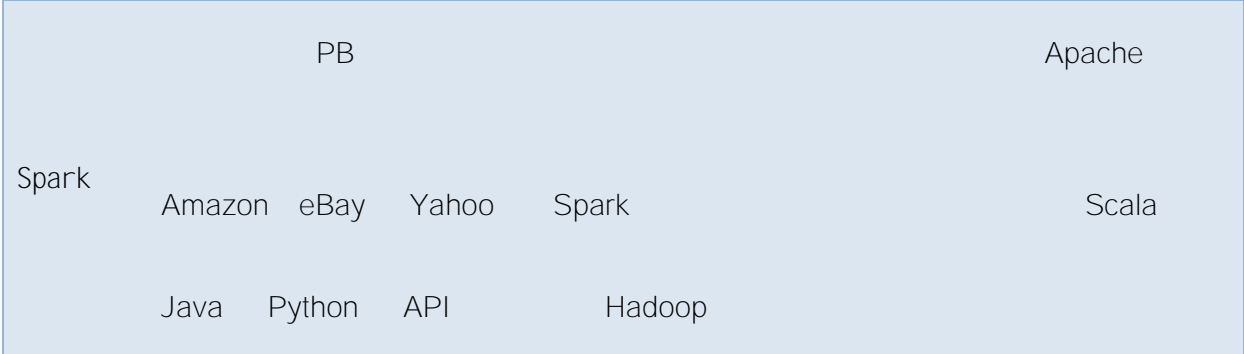 PB Apache
Spark
Amazon eBay Yahoo Spark Scala
Java Python API Hadoop